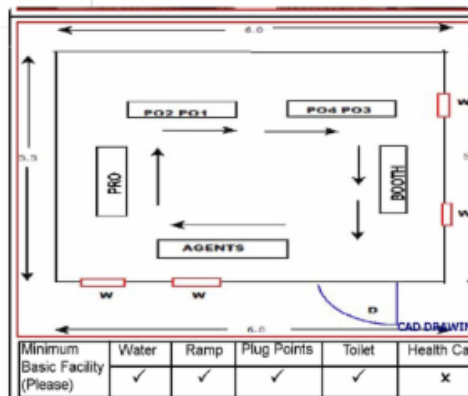 6.0
PO2 PO1
PO4 PO3
W
5.5
PRO
BOOTH
W
AGENTS
W
W
D
6.0
CAD DRAWIN
Minimum Basic Facility (Please)
Water
Ramp
Plug Points
Toilet
Health Ca
✓
✓
✓
✓
x